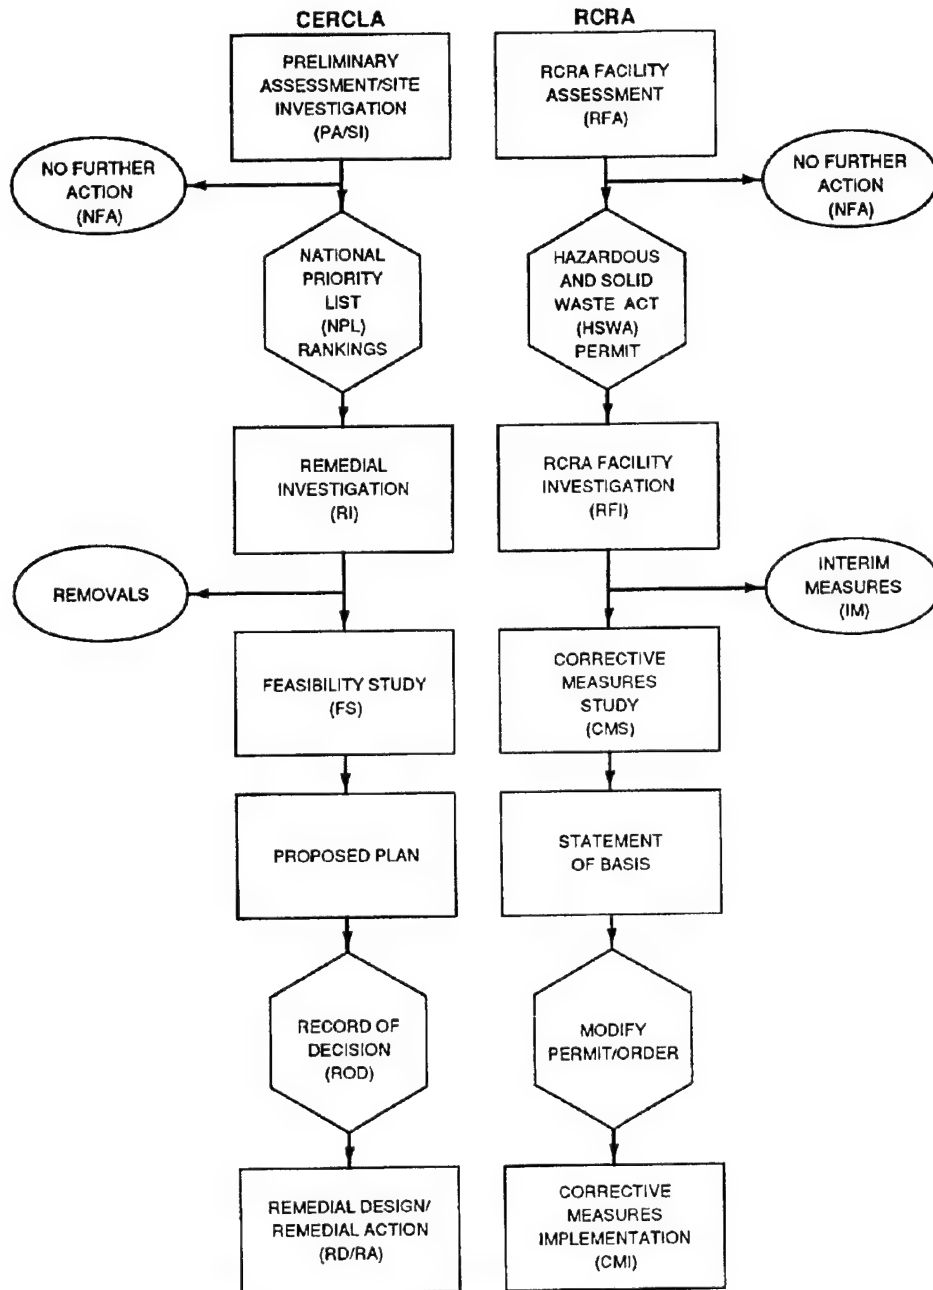 CERCLA
PRELIMINARY
ASSESSMENT/SITE
INVESTIGATION
(PA/SI)
NO FURTHER
ACTION
(NFA)
NATIONAL
PRIORITY
LIST
(NPL)
RANKINGS
REMEDIAL
INVESTIGATION
(RI)
REMOVALS
FEASIBILITY STUDY
(FS)
PROPOSED PLAN
RECORD OF
DECISION
(ROD)
REMEDIAL DESIGN/
REMEDIAL ACTION
(RD/RA)
RCRA
RCRA FACILITY
ASSESSMENT
(RFA)
NO FURTHER
ACTION
(NFA)
HAZARDOUS
AND SOLID
WASTE ACT
(HSWA)
PERMIT
RCRA FACILITY
INVESTIGATION
(RFI)
INTERIM
MEASURES
(IM)
CORRECTIVE
MEASURES
STUDY
(CMS)
STATEMENT
OF BASIS
MODIFY
PERMIT/ORDER
CORRECTIVE
MEASURES
IMPLEMENTATION
(CMI)